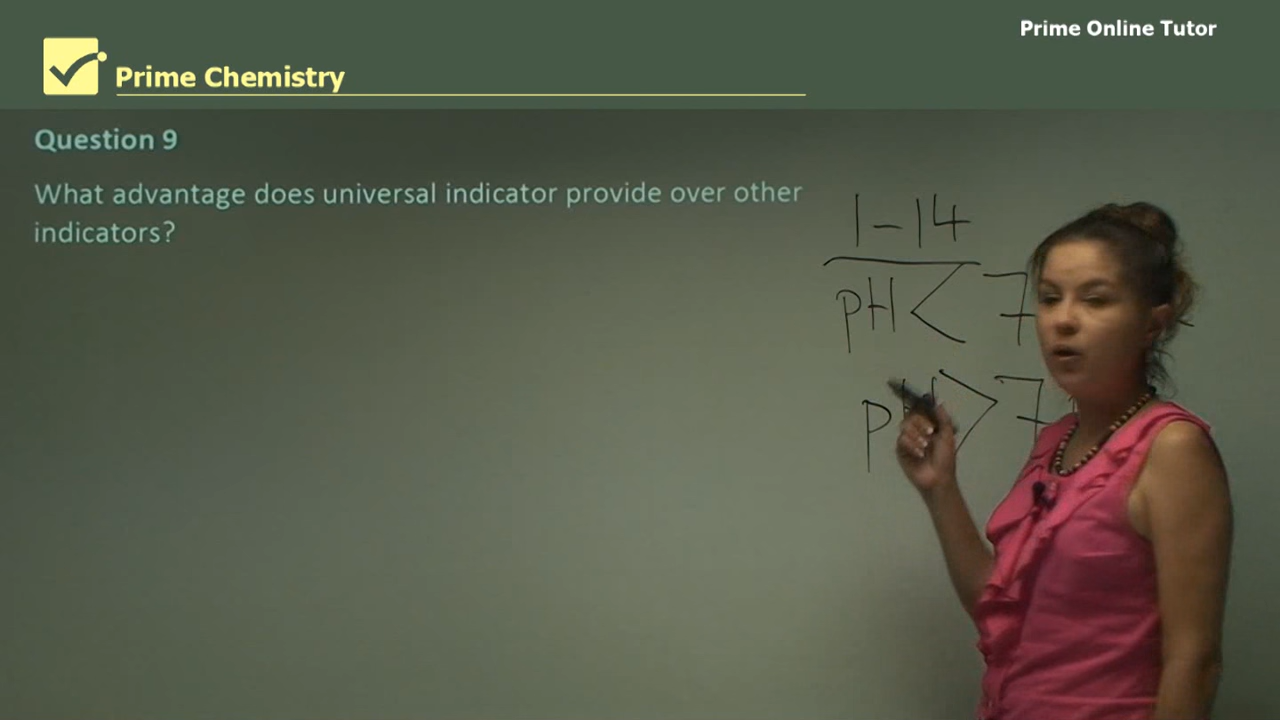 Prime Online Tutor
Prime Chemistry
Question 9
What advantage does universal indicator provide over other
indicators?
1-14
pH<7
pH>7